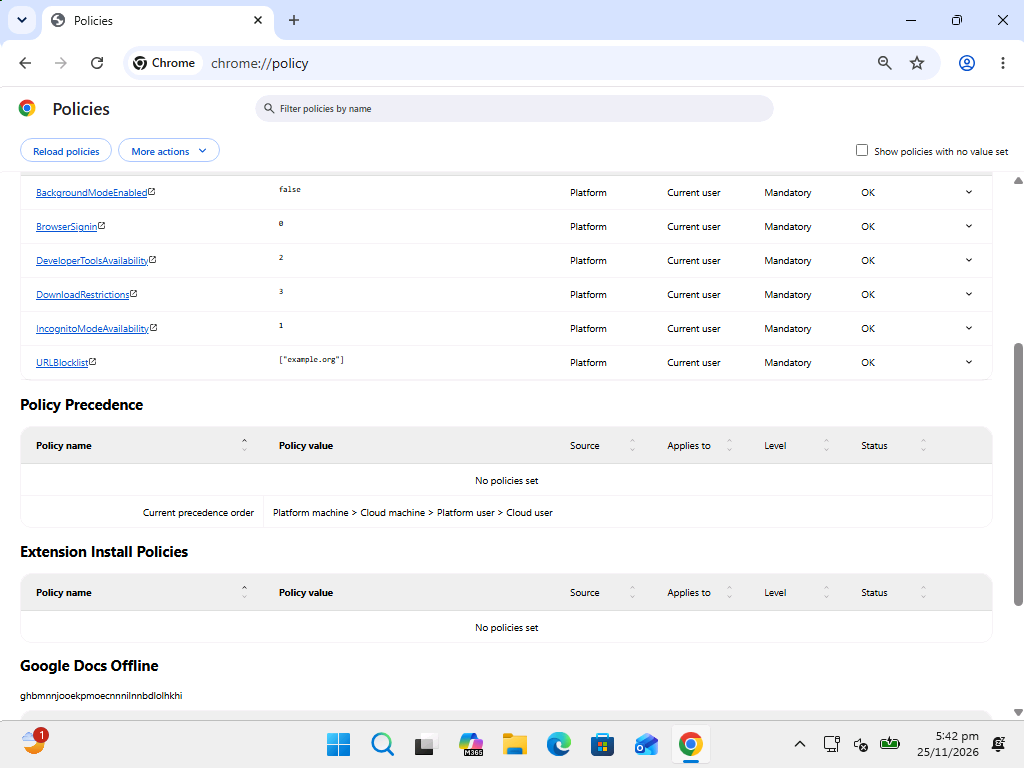 Policies
Chrome
chrome://policy
Policies
Filter policies by name
Reload policies
More actions
Show policies with no value set
BackgroundModeEnabled false Platform Current user Mandatory OK
BrowserSignin 0 Platform Current user Mandatory OK
DeveloperToolsAvailability 2 Platform Current user Mandatory OK
DownloadRestrictions 3 Platform Current user Mandatory OK
IncognitoModeAvailability 1 Platform Current user Mandatory OK
URLBlocklist ["example.org"] Platform Current user Mandatory OK
Policy Precedence
Policy name Policy value Source Applies to Level Status
No policies set
Current precedence order Platform machine > Cloud machine > Platform user > Cloud user
Extension Install Policies
Policy name Policy value Source Applies to Level Status
No policies set
Google Docs Offline
ghbmnnjooekpmoecnnnilnnbdlolhkhi
1
M365
5:42 pm
25/11/2026